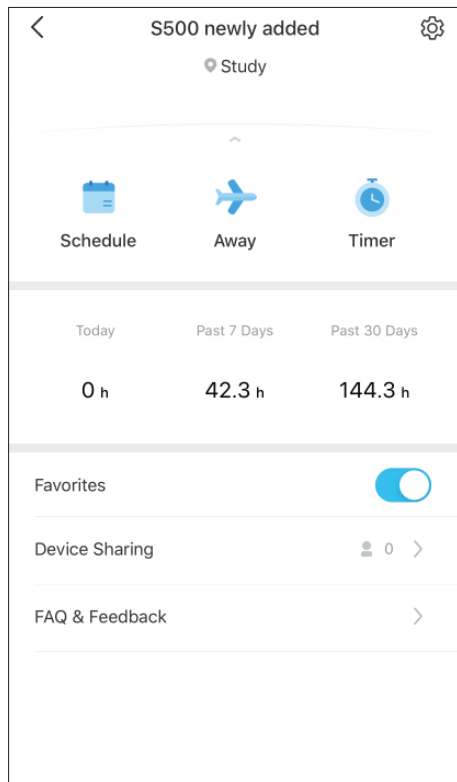 S500 newly added
Study
Schedule Away Timer
Today Past 7 Days Past 30 Days
0 h 42.3 h 144.3 h
Favorites
Device Sharing 0
FAQ & Feedback